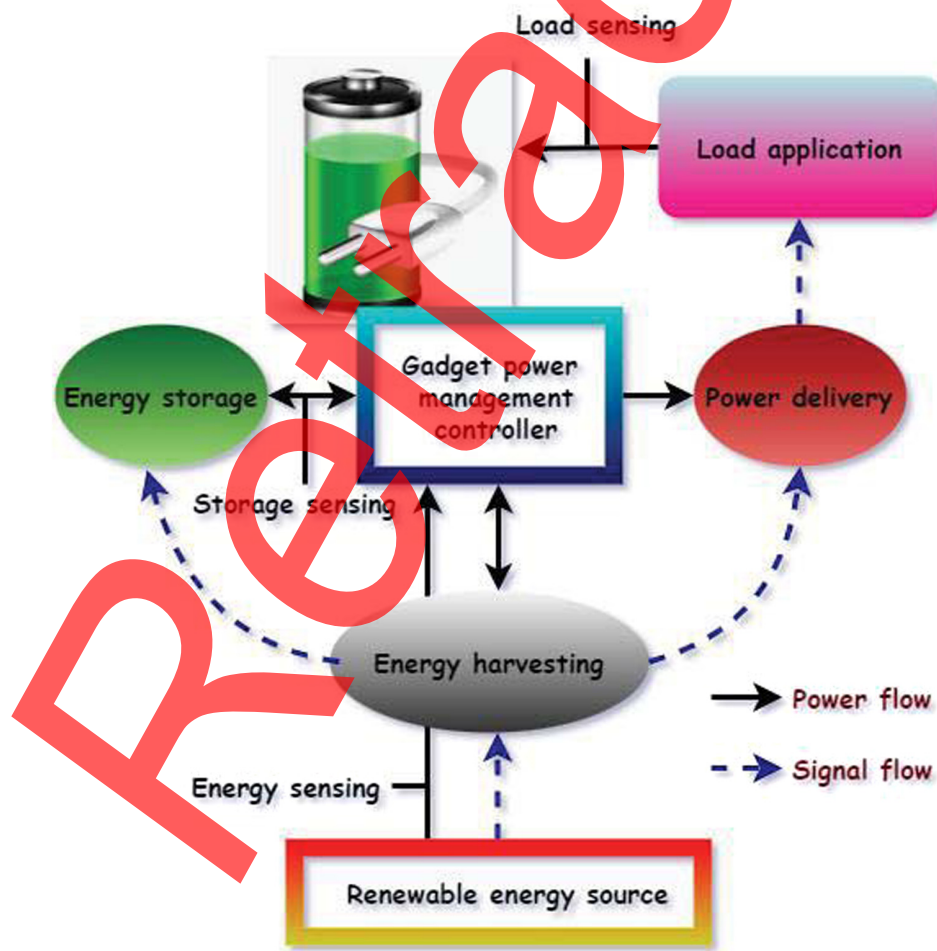 Load sensing
Load application
Gadget power
management
controller
Energy storage
Power delivery
Storage sensing
Energy harvesting
Power flow
Signal flow
Energy sensing
Renewable energy source
Retrac